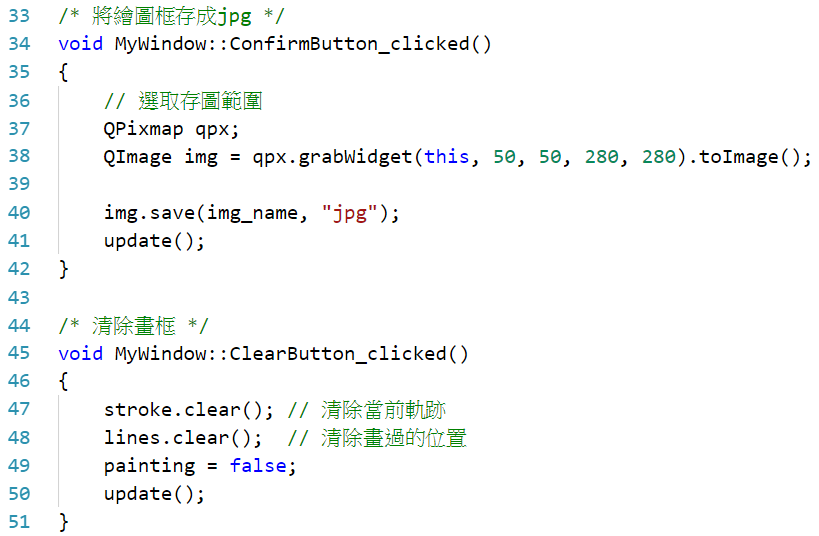 33 /* 將繪圖框存成jpg */
34 void MyWindow::ConfirmButton_clicked()
35 {
36     // 選取存圖範圍
37     QPixmap qpx;
38     QImage img = qpx.grabWidget(this, 50, 50, 280, 280).toImage();
39
40     img.save(img_name, "jpg");
41     update();
42 }
43
44 /* 清除畫框 */
45 void MyWindow::ClearButton_clicked()
46 {
47     stroke.clear(); // 清除當前軌跡
48     lines.clear();  // 清除畫過的位置
49     painting = false;
50     update();
51 }